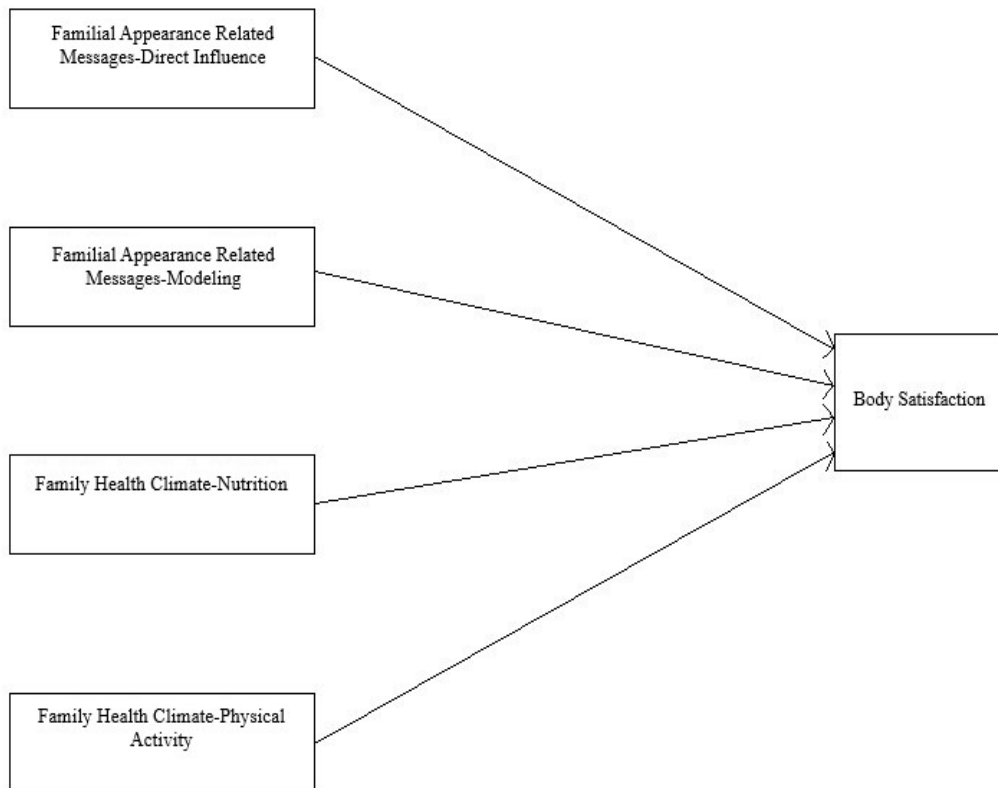 Familial Appearance Related
Messages-Direct Influence
Familial Appearance Related
Messages-Modeling
Body Satisfaction
Family Health Climate-Nutrition
Family Health Climate-Physical
Activity